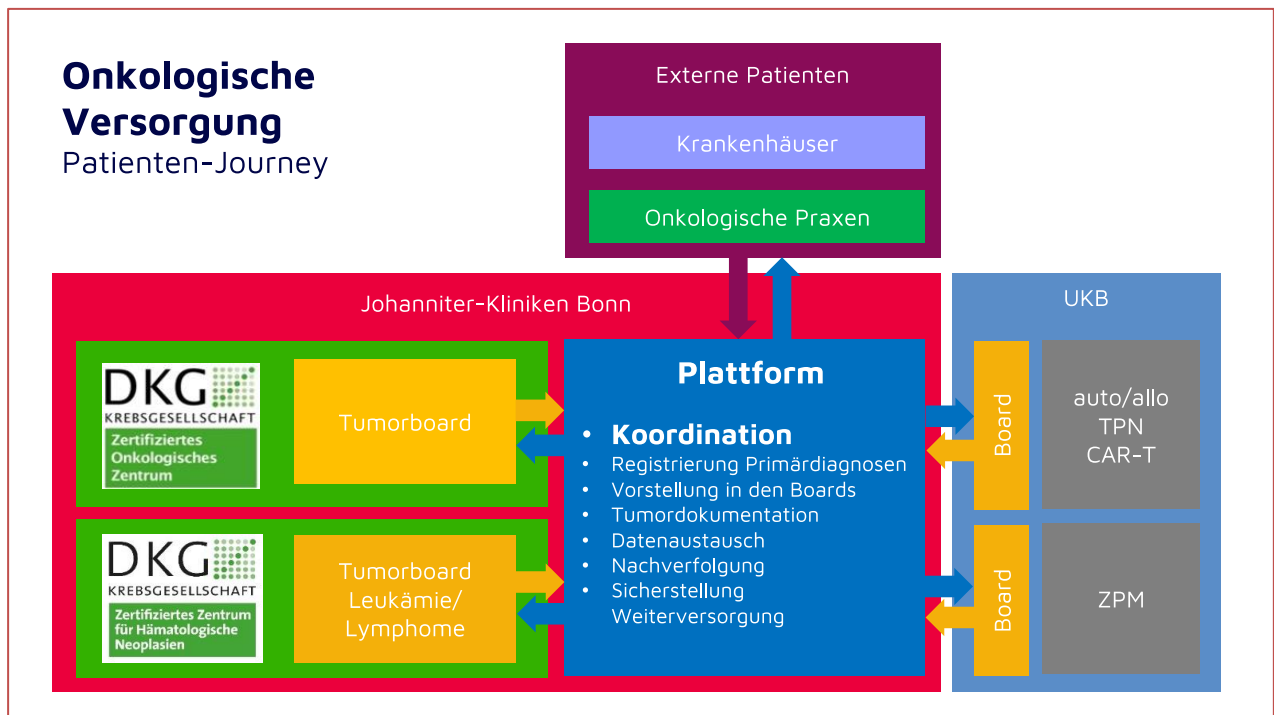 Onkologische
Versorgung
Patienten-Journey
Externe Patienten
Krankenhäuser
Onkologische Praxen
Johanniter-Kliniken Bonn
DKG
KREBSGESELLSCHAFT
Zertifiziertes
Onkologisches
Zentrum
Tumorboard
DKG
KREBSGESELLSCHAFT
Zertifiziertes Zentrum
für Hämatologische
Neoplasien
Tumorboard
Leukämie/
Lymphome
Plattform
• Koordination
• Registrierung Primärdiagnosen
• Vorstellung in den Boards
• Tumordokumentation
• Datenaustausch
• Nachverfolgung
• Sicherstellung
Weiterversorgung
UKB
Board
auto/allo
TPN
CAR-T
Board
ZPM